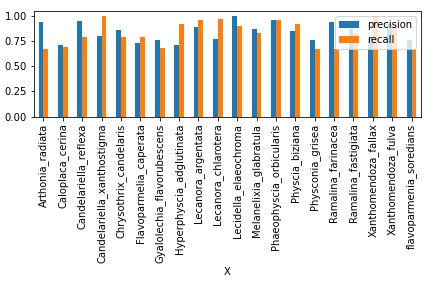 1.00
0.75
0.50
0.25
0.00
precision
recall
Arthonia_radiata
Caloplaca_cerina
Candelariella_reflexa
Candelariella_xanthostigma
Chrysothrix_candelaris
Flavoparmelia_caperata
Gyalolechia_flavorubescens
Hyperphyscia_adglutinata
Lecanora_argentata
Lecanora_chlarotera
Lecidella_elaeochroma
Melanelixia_glabratula
Phaeophyscia_orbicularis
Physcia_biziana
Physconia_grisea
Ramalina_farinacea
Ramalina_fastigiata
Xanthomendoza_fallax
Xanthomendoza_fulva
flavoparmenia_soredians
X